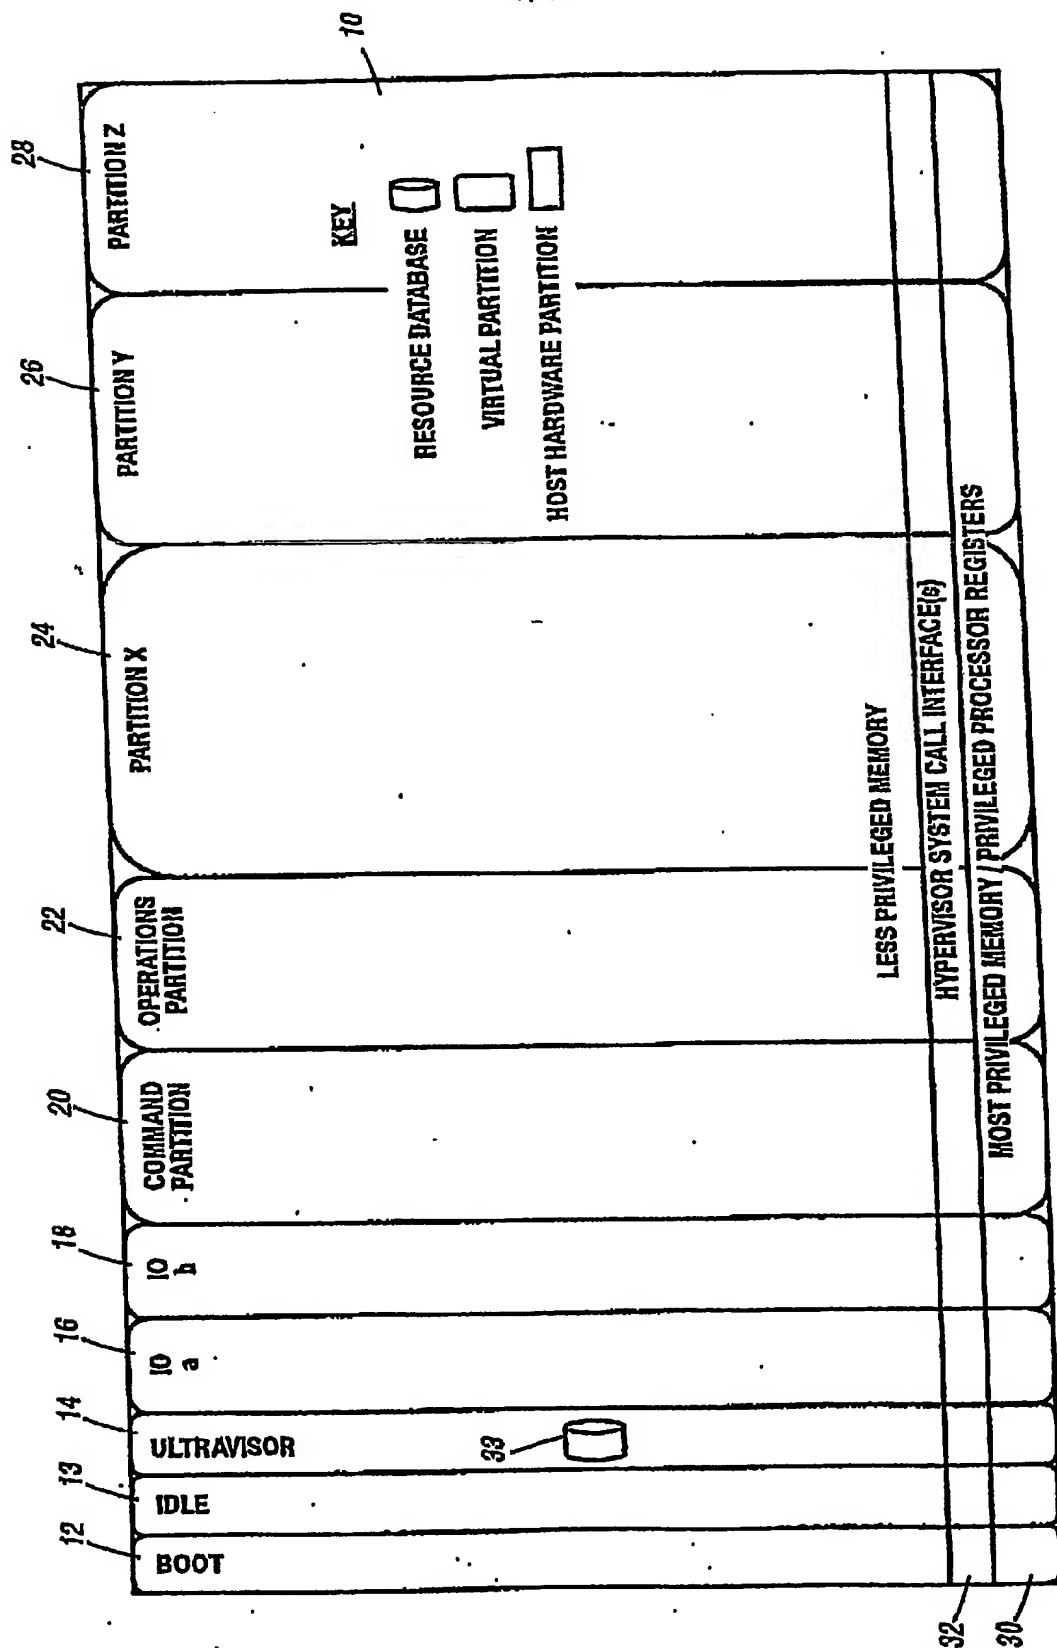 12
BOOT
13
IDLE
14
ULTRAVISOR
33
16
IO
a
18
IO
h
20
COMMAND
PARTITION
22
OPERATIONS
PARTITION
24
PARTITION X
26
PARTITION Y
28
PARTITION Z
10
KEY
RESOURCE DATABASE
VIRTUAL PARTITION
HOST HARDWARE PARTITION
LESS PRIVILEGED MEMORY
32
HYPERVISOR SYSTEM CALL INTERFACE(s)
30
MOST PRIVILEGED MEMORY / PRIVILEGED PROCESSOR REGISTERS